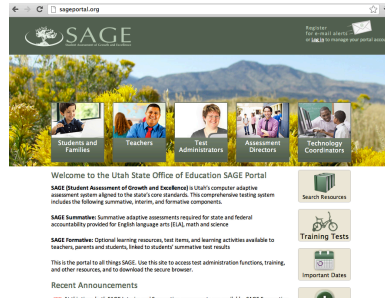 sageportal.org
Register
for e-mail alerts
or Log in to manage your portal
SAGE
Student Assessment of Growth and Excellence
Students and
Families
Teachers
Test
Administrators
Assessment
Directors
Technology
Coordinators
Welcome to the Utah State Office of Education SAGE Portal
SAGE (Student Assessment of Growth and Excellence) is Utah's computer adaptive
assessment system aligned to the state's core standards. This comprehensive testing system
includes the following summative, interim, and formative components.
SAGE Summative: Summative adaptive assessments required for state and federal
accountability provided for English language arts (ELA), math and science
SAGE Formative: Optional learning resources, test items, and learning activities available to
teachers, parents and students, linked to students' summative test results
This is the portal to all things SAGE. Use this site to access test administration functions, training,
and other resources, and to download the secure browser.
Recent Announcements
Search Resources
Training Tests
Important Dates